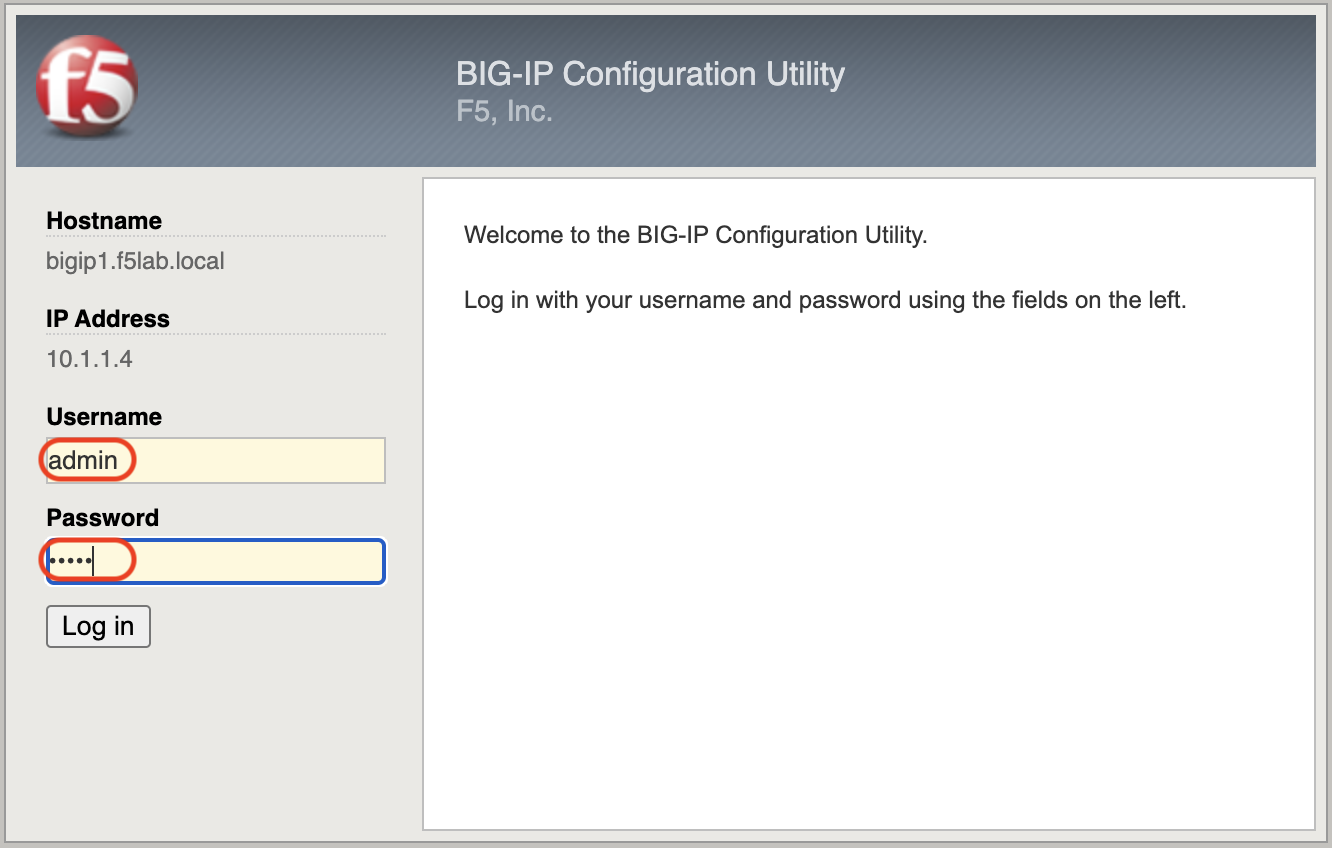 f5
BIG-IP Configuration Utility
F5, Inc.
Hostname
bigip1.f5lab.local
IP Address
10.1.1.4
Username
admin
Password
•••••
Log in
Welcome to the BIG-IP Configuration Utility.
Log in with your username and password using the fields on the left.